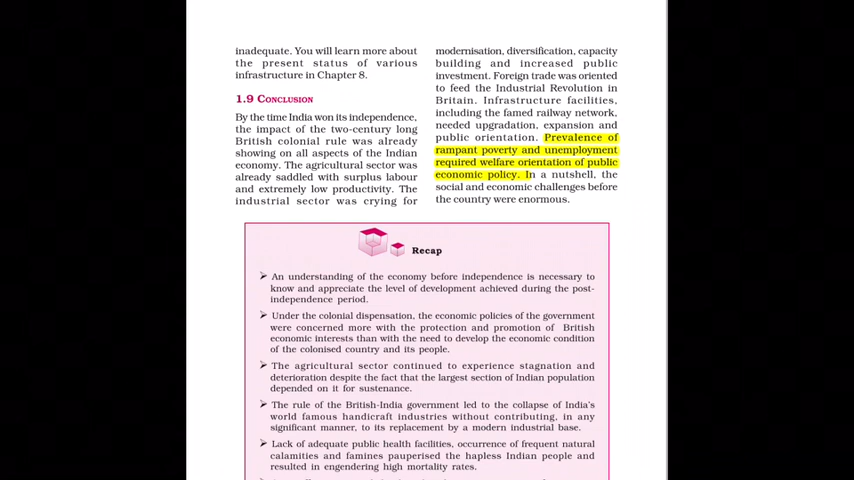 inadequate. You will learn more about
the present status of various
infrastructure in Chapter 8.
1.9 CONCLUSION
By the time India won its independence,
the impact of the two-century long
British colonial rule was already
showing on all aspects of the Indian
economy. The agricultural sector was
already saddled with surplus labour
and extremely low productivity. The
industrial sector was crying for
modernisation, diversification, capacity
building and increased public
investment. Foreign trade was oriented
to feed the Industrial Revolution in
Britain. Infrastructure facilities,
including the famed railway network,
needed upgradation, expansion and
public orientation. Prevalence of
rampant poverty and unemployment
required welfare orientation of public
economic policy. In a nutshell, the
social and economic challenges before
the country were enormous.
Recap
➢ An understanding of the economy before independence is necessary to
know and appreciate the level of development achieved during the post-
independence period.
➢ Under the colonial dispensation, the economic policies of the government
were concerned more with the protection and promotion of British
economic interests than with the need to develop the economic condition
of the colonised country and its people.
➢ The agricultural sector continued to experience stagnation and
deterioration despite the fact that the largest section of Indian population
depended on it for sustenance.
➢ The rule of the British-India government led to the collapse of India's
world famous handicraft industries without contributing, in any
significant manner, to its replacement by a modern industrial base.
➢ Lack of adequate public health facilities, occurrence of frequent natural
calamities and famines pauperised the hapless Indian people and
resulted in engendering high mortality rates.